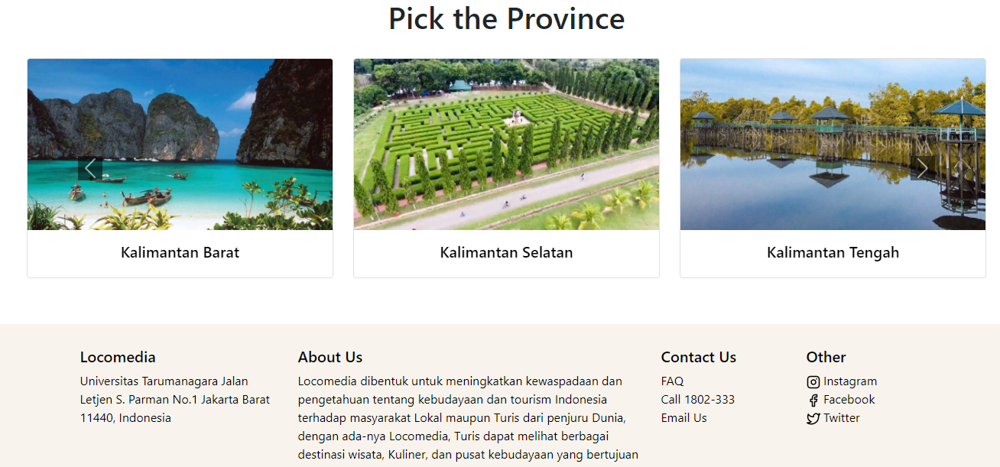 Pick the Province
Kalimantan Barat
Kalimantan Selatan
Kalimantan Tengah
Locomedia
Universitas Tarumanagara Jalan
Letjen S. Parman No.1 Jakarta Barat
11440, Indonesia
About Us
Locomedia dibentuk untuk meningkatkan kewaspadaan dan
pengetahuan tentang kebudayaan dan tourism Indonesia
terhadap masyarakat Lokal maupun Turis dari penjuru Dunia,
dengan ada-nya Locomedia, Turis dapat melihat berbagai
destinasi wisata, Kuliner, dan pusat kebudayaan yang bertujuan
Contact Us
FAQ
Call 1802-333
Email Us
Other
Instagram
Facebook
Twitter